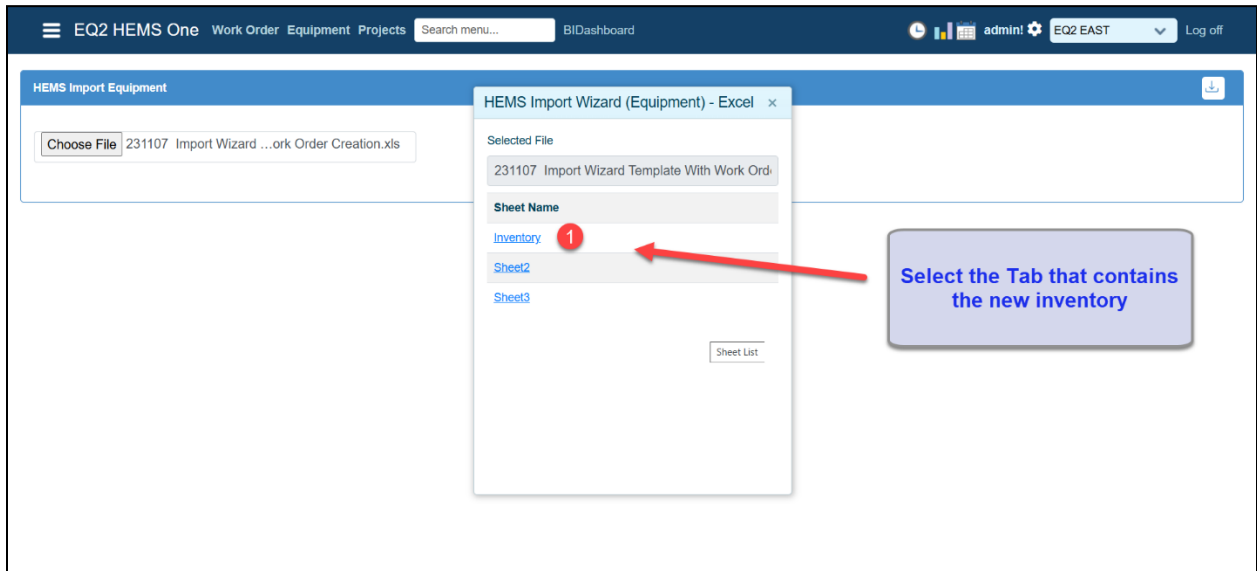 EQ2 HEMS One Work Order Equipment Projects Search menu... BIDashboard admin! EQ2 EAST Log off
HEMS Import Equipment
Choose File 231107 Import Wizard ...ork Order Creation.xls
HEMS Import Wizard (Equipment) - Excel ×
Selected File
231107 Import Wizard Template With Work Ord
Sheet Name
Inventory 1
Sheet2
Sheet3
Sheet List
Select the Tab that contains
the new inventory